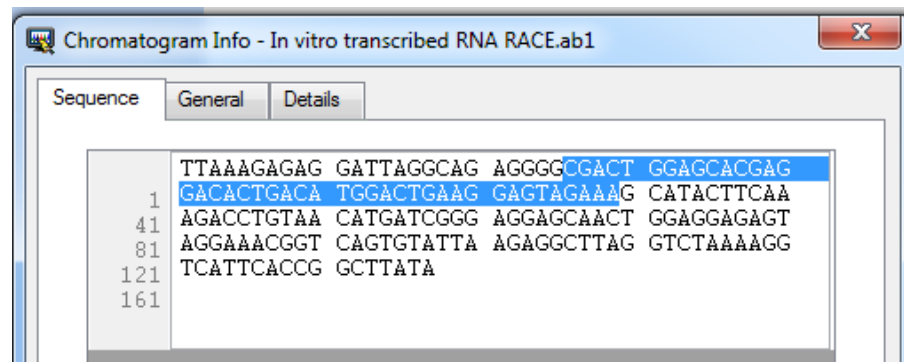 Chromatogram Info - In vitro transcribed RNA RACE.ab1
Sequence General Details
TTAAAGAGAG GATTAGGCAG AGGGGCGACT GGAGCACGAG
1 GACACTGACA TGGACTGAAG GAGTAGAAAG CATACTTCAA
41 AGACCTGTAA CATGATCGGG AGGAGCAACT GGAGGAGAGT
81 AGGAAACGGT CAGTGTATTA AGAGGCTTAG GTCTAAAAGG
121 TCATTCACCG GCTTATA
161